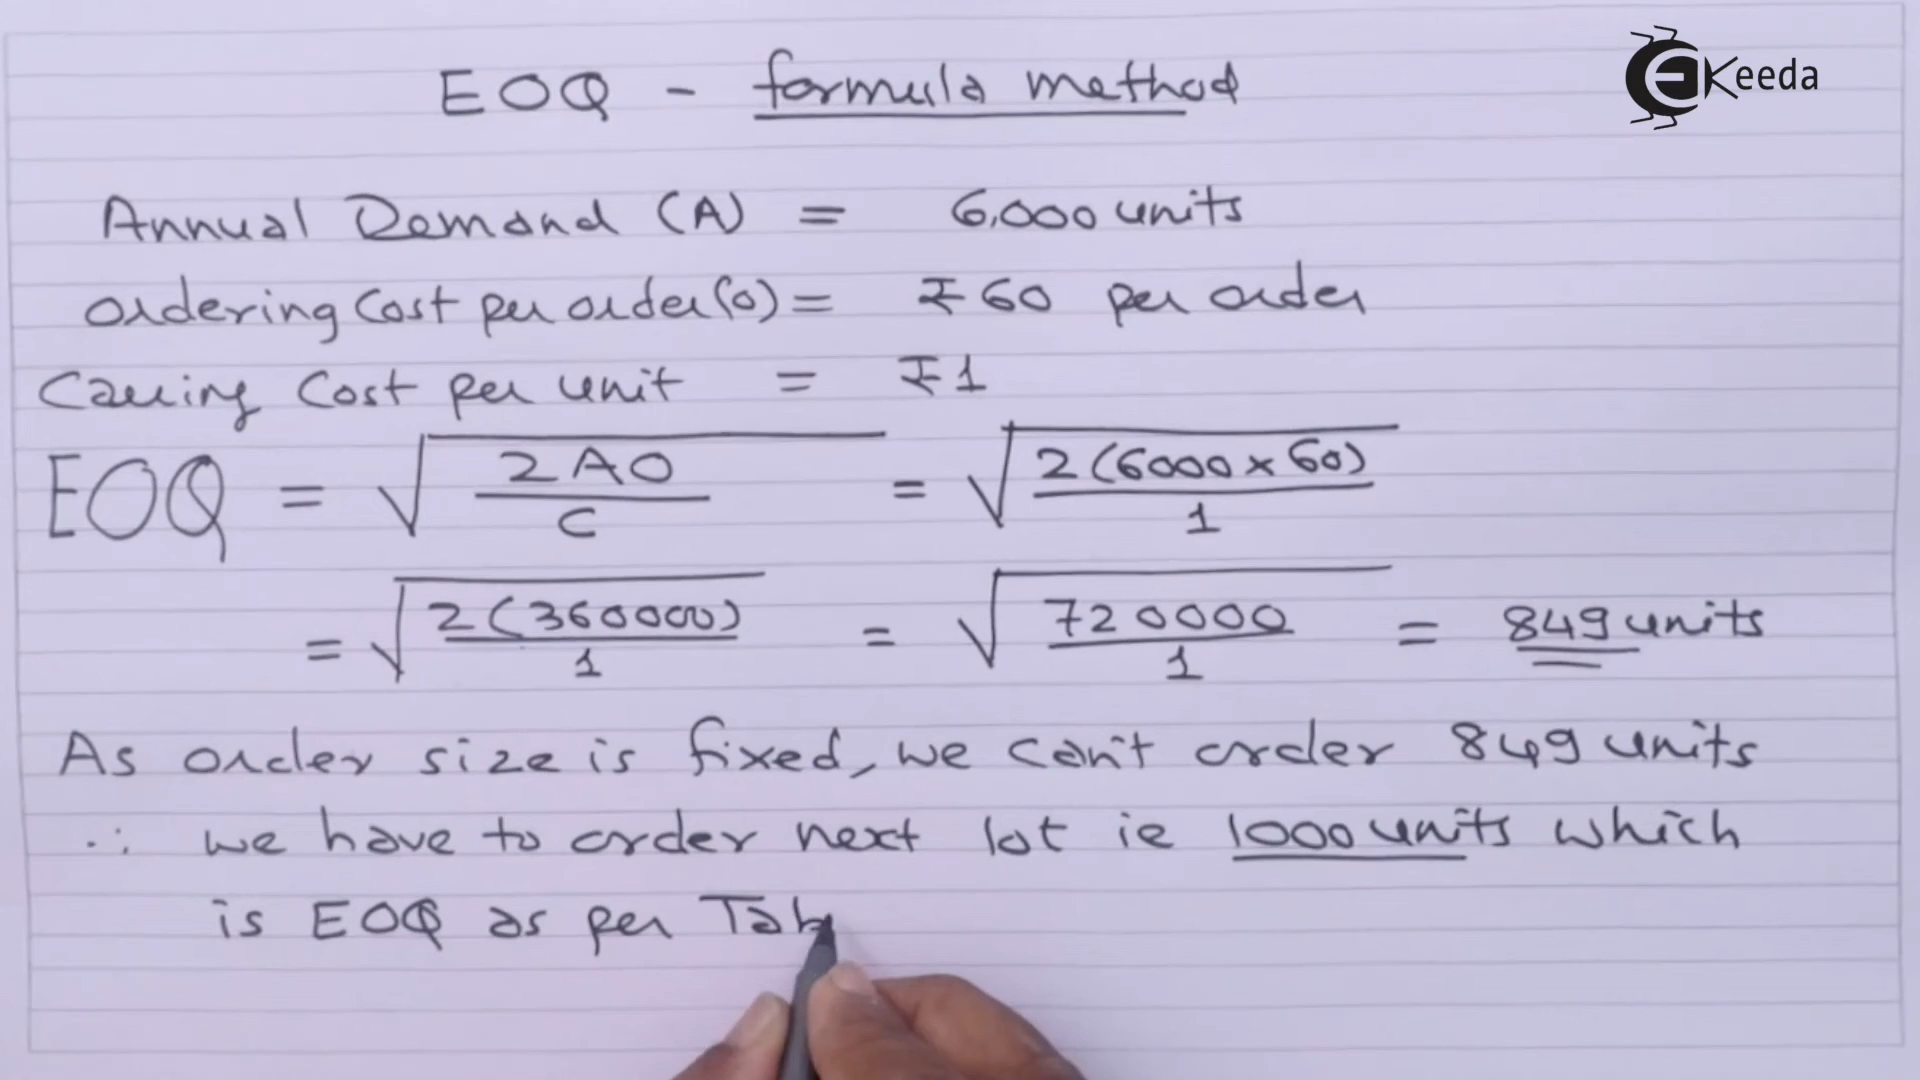 EOQ - formula method
EKeeda
Annual Demand (A) = 6,000 units
Ordering Cost per order (o) = ₹60 per order
Carring Cost per unit = ₹1
EOQ = √(2AO / C) = √(2(6000 x 60) / 1)
= √(2(360000) / 1) = √(720000 / 1) = 849 units
As order size is fixed, we can't order 849 units
∴ we have to order next lot ie 1000 units which
is EOQ as per Tab